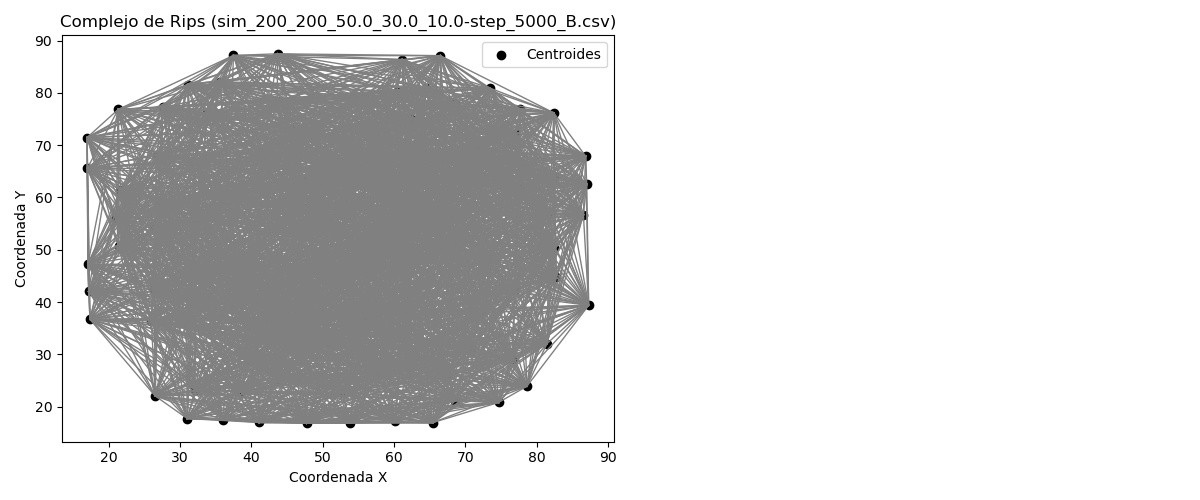 Complejo de Rips (sim_200_200_50.0_30.0_10.0-step_5000_B.csv)
Centroides
90
80
70
60
50
40
30
20
Coordenada Y
20 30 40 50 60 70 80 90
Coordenada X